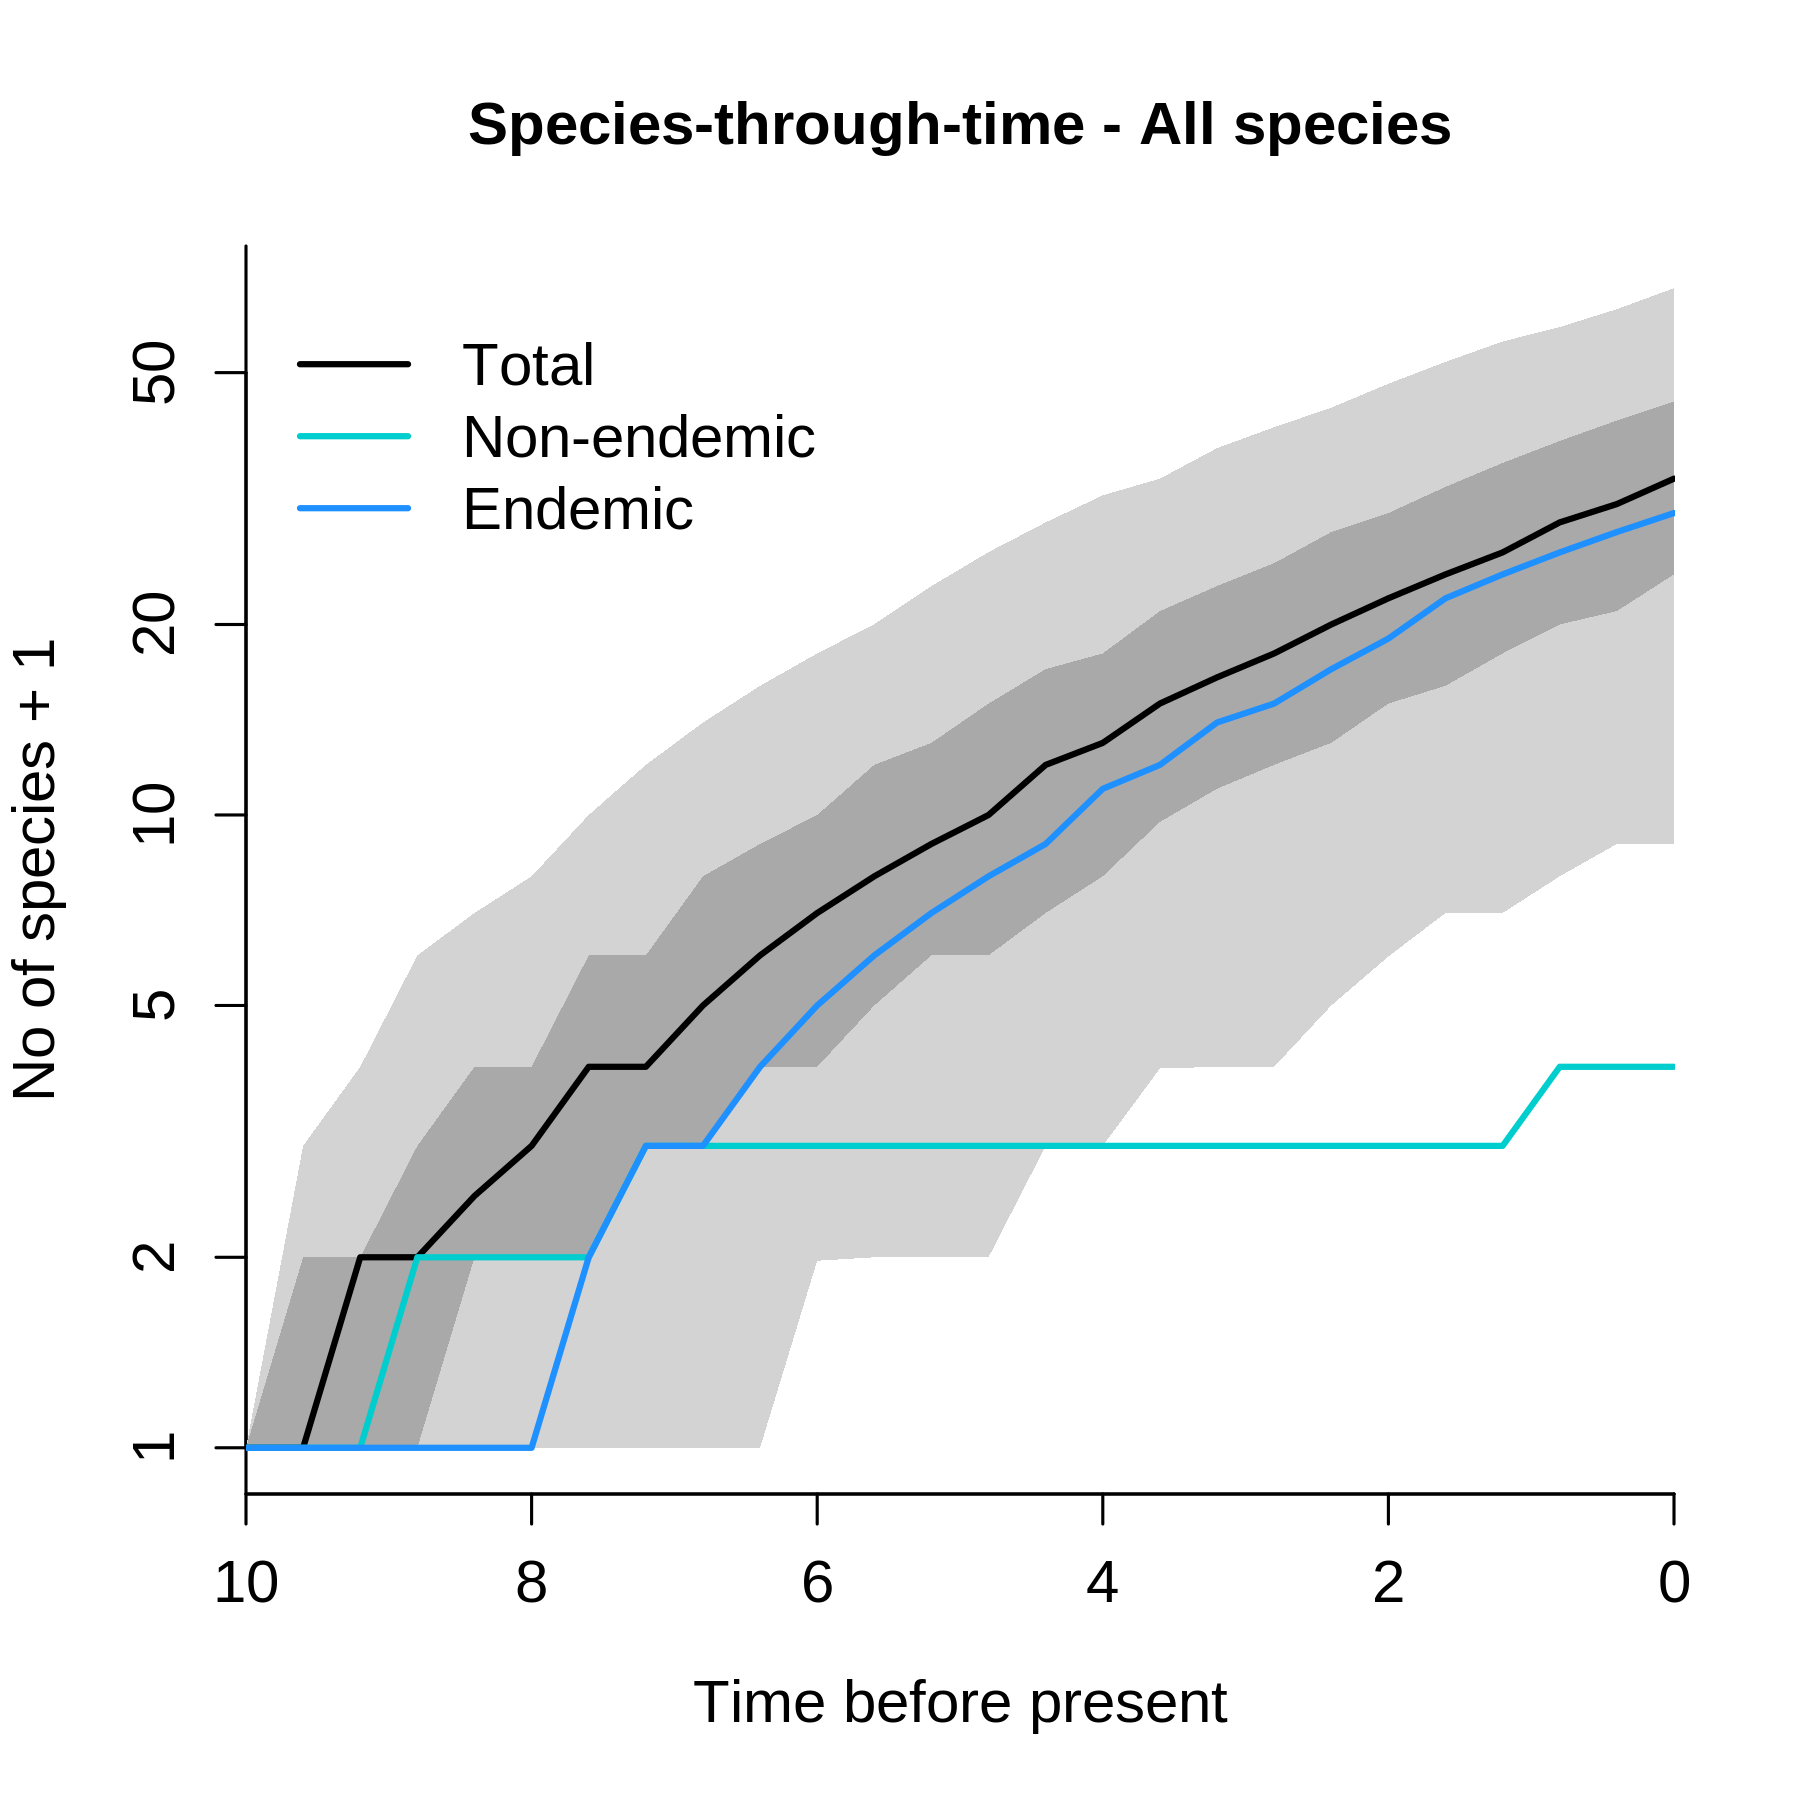 Species-through-time - All species
Total
Non-endemic
Endemic
No of species + 1
50
20
10
5
2
1
10 8 6 4 2 0
Time before present